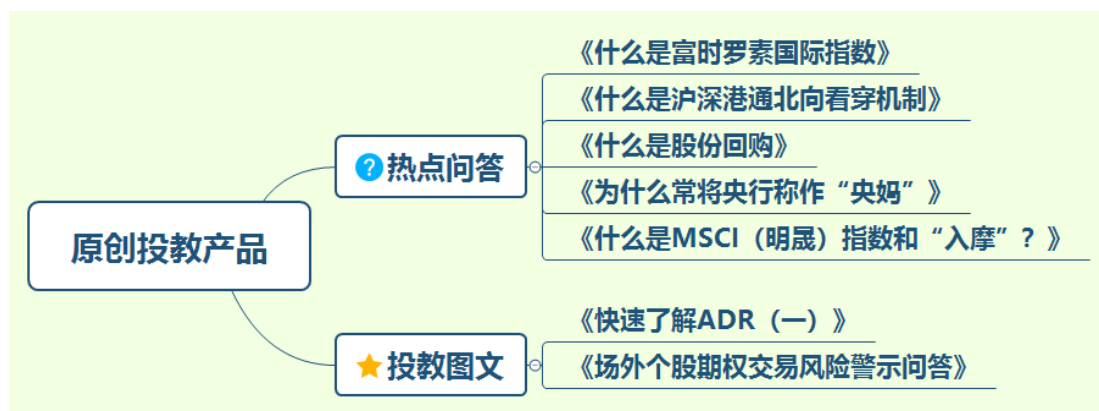 原创投教产品
热点问答
《什么是富时罗素国际指数》
《什么是沪深港通北向看穿机制》
《什么是股份回购》
《为什么常将央行称作“央妈”》
《什么是MSCI（明晟）指数和“入摩”？》
投教图文
《快速了解ADR（一）》
《场外个股期权交易风险警示问答》